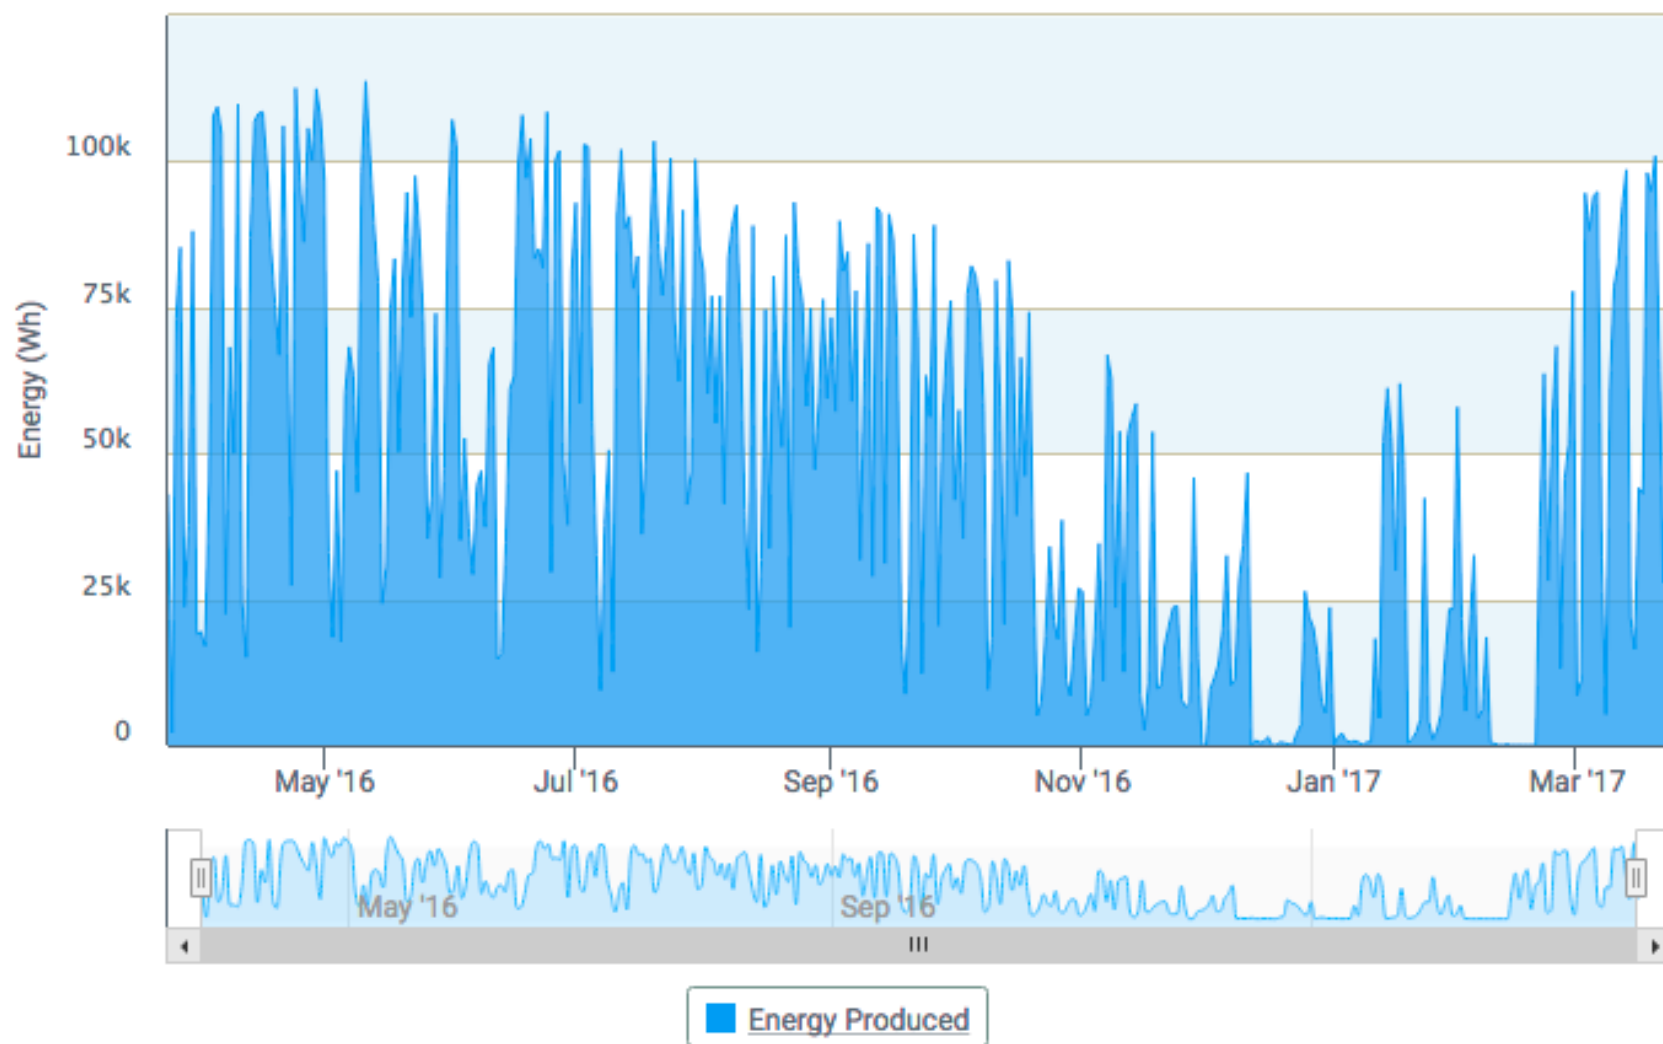 Energy (Wh)
100k
75k
50k
25k
0
May '16
Jul '16
Sep '16
Nov '16
Jan '17
Mar '17
May '16
Sep '16
Energy Produced